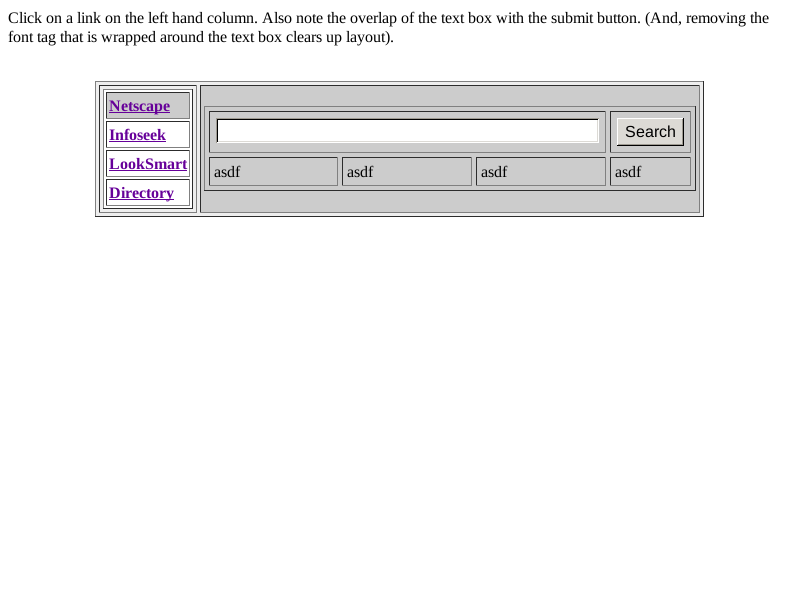 Click on a link on the left hand column. Also note the overlap of the text box with the submit button. (And, removing the
font tag that is wrapped around the text box clears up layout).
Netscape
Infoseek
LookSmart
Directory
Search
asdf asdf asdf asdf